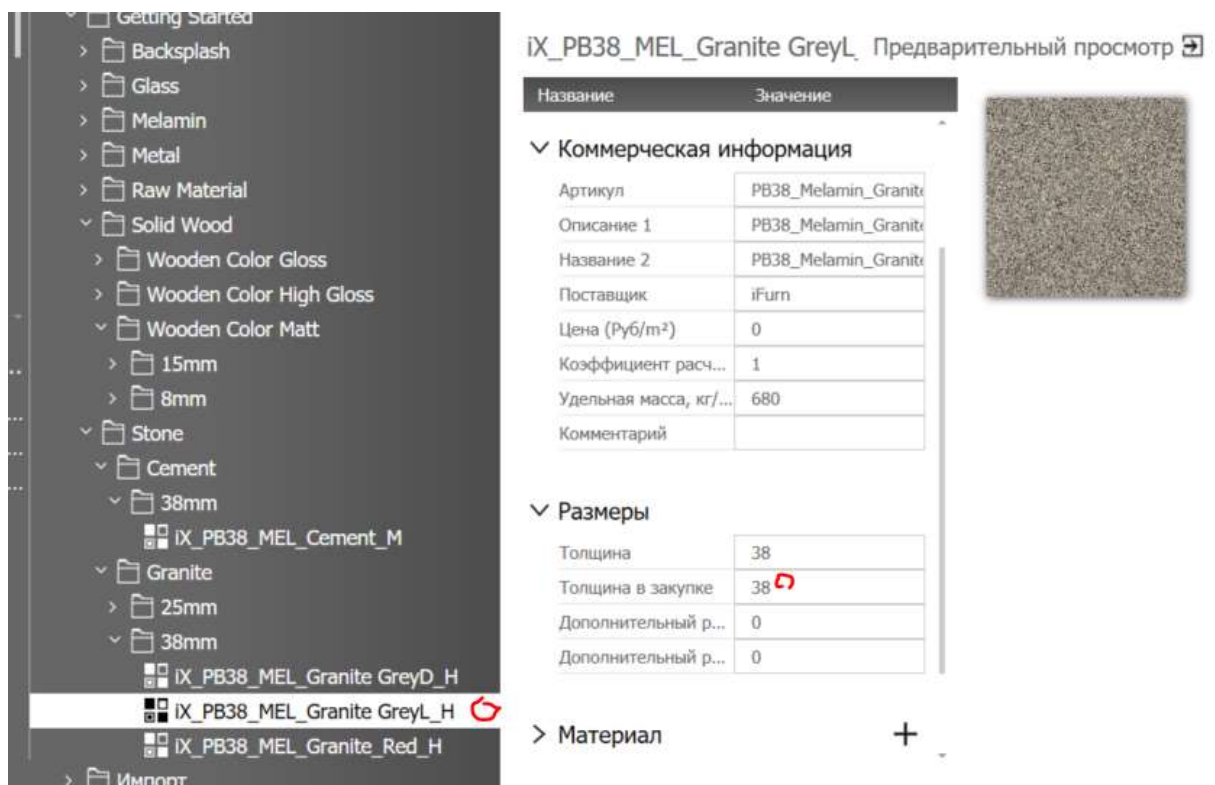 Getting Started
Backsplash
Glass
Melamin
Metal
Raw Material
Solid Wood
Wooden Color Gloss
Wooden Color High Gloss
Wooden Color Matt
15mm
8mm
Stone
Cement
38mm
iX_PB38_MEL_Cement_M
Granite
25mm
38mm
iX_PB38_MEL_Granite GreyD_H
iX_PB38_MEL_Granite GreyL_H
iX_PB38_MEL_Granite_Red_H
Импорт
iX_PB38_MEL_Granite GreyL_ Предварительный просмотр
Название Значение
Коммерческая информация
Артикул PB38_Melamin_Granite
Описание 1 PB38_Melamin_Granite
Название 2 PB38_Melamin_Granite
Поставщик iFurn
Цена (Руб/m²) 0
Коэффициент расч... 1
Удельная масса, кг/... 680
Комментарий
Размеры
Толщина 38
Толщина в закупке 38
Дополнительный р... 0
Дополнительный р... 0
Материал